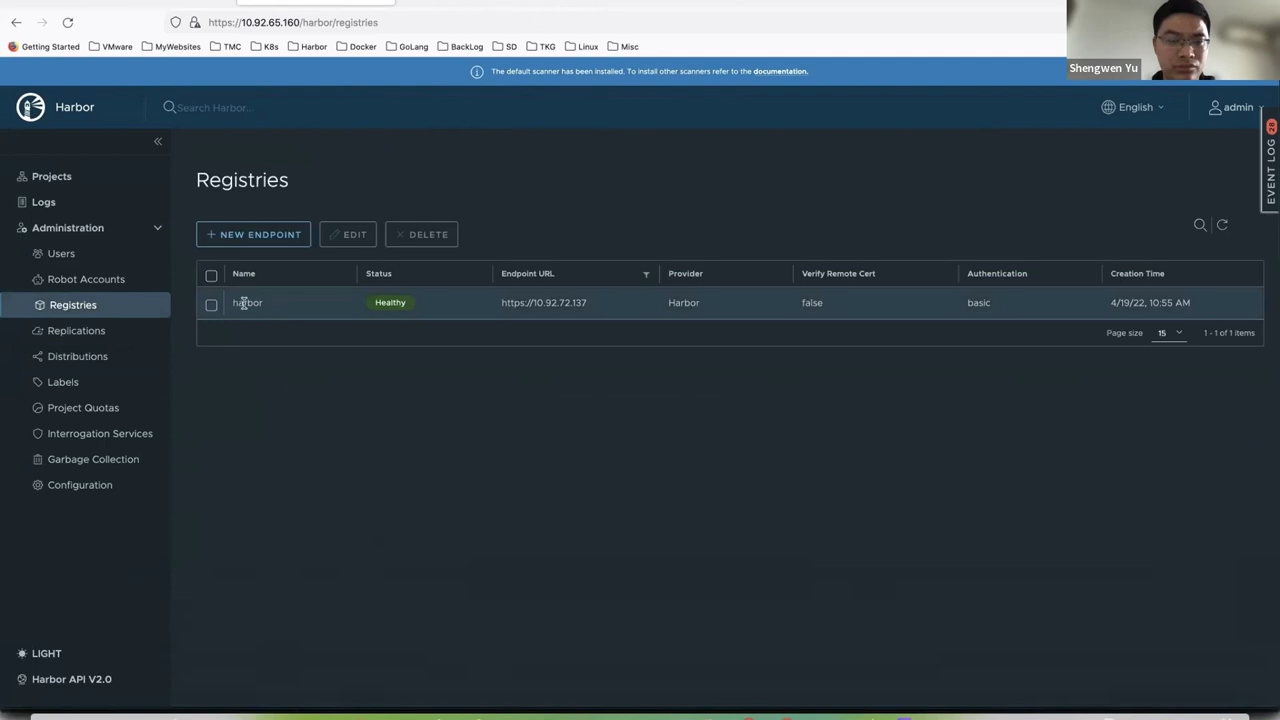 https://10.92.65.160/harbor/registries
Getting Started VMware MyWebsites TMC K8s Harbor Docker GoLang BackLog SD TKG Linux Misc
Shengwen Yu
The default scanner has been installed. To install other scanners refer to the documentation.
Harbor
Search Harbor...
English
admin
EVENT LOG 28
Projects
Logs
Administration
Users
Robot Accounts
Registries
Replications
Distributions
Labels
Project Quotas
Interrogation Services
Garbage Collection
Configuration
LIGHT
Harbor API V2.0
Registries
NEW ENDPOINT EDIT DELETE
Name Status Endpoint URL Provider Verify Remote Cert Authentication Creation Time
harbor Healthy https://10.92.72.137 Harbor false basic 4/19/22, 10:55 AM
Page size 15 1 - 1 of 1 items